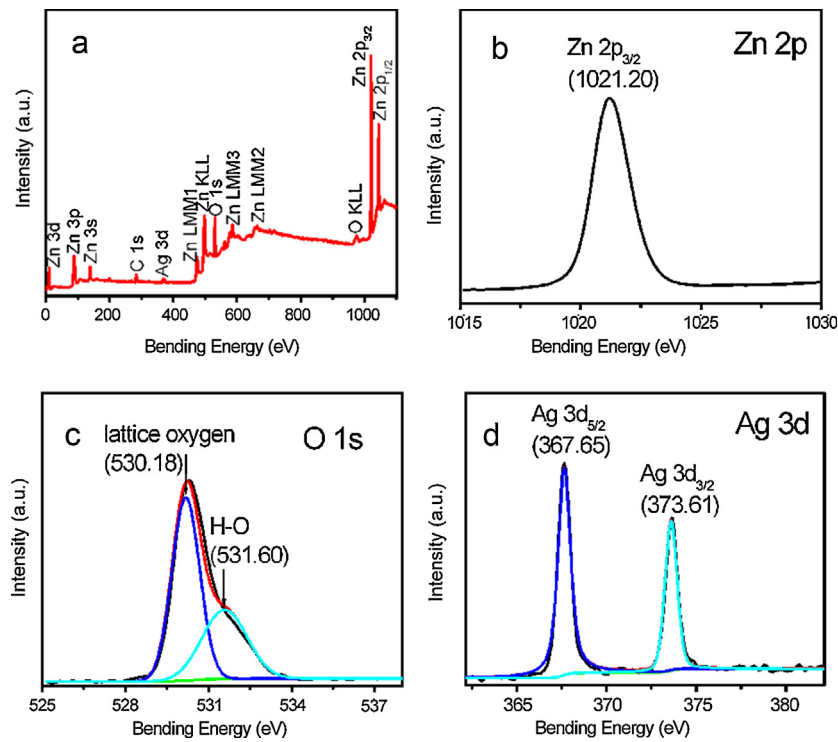 a
Zn 3d
Zn 3p
Zn 3s
C 1s
Ag 3d
Zn LMM1
Zn KLL
O 1s
Zn LMM3
Zn LMM2
O KLL
Zn 2p3/2
Zn 2p1/2
Intensity (a.u.)
0 200 400 600 800 1000
Bending Energy (eV)
b
Zn 2p3/2
(1021.20)
Zn 2p
Intensity (a.u.)
1015 1020 1025 1030
Bending Energy (eV)
c
lattice oxygen
(530.18)
O 1s
H-O
(531.60)
Intensity (a.u.)
525 528 531 534 537
Bending Energy (eV)
d
Ag 3d5/2
(367.65)
Ag 3d
Ag 3d3/2
(373.61)
Intensity (a.u.)
365 370 375 380
Bending Energy (eV)